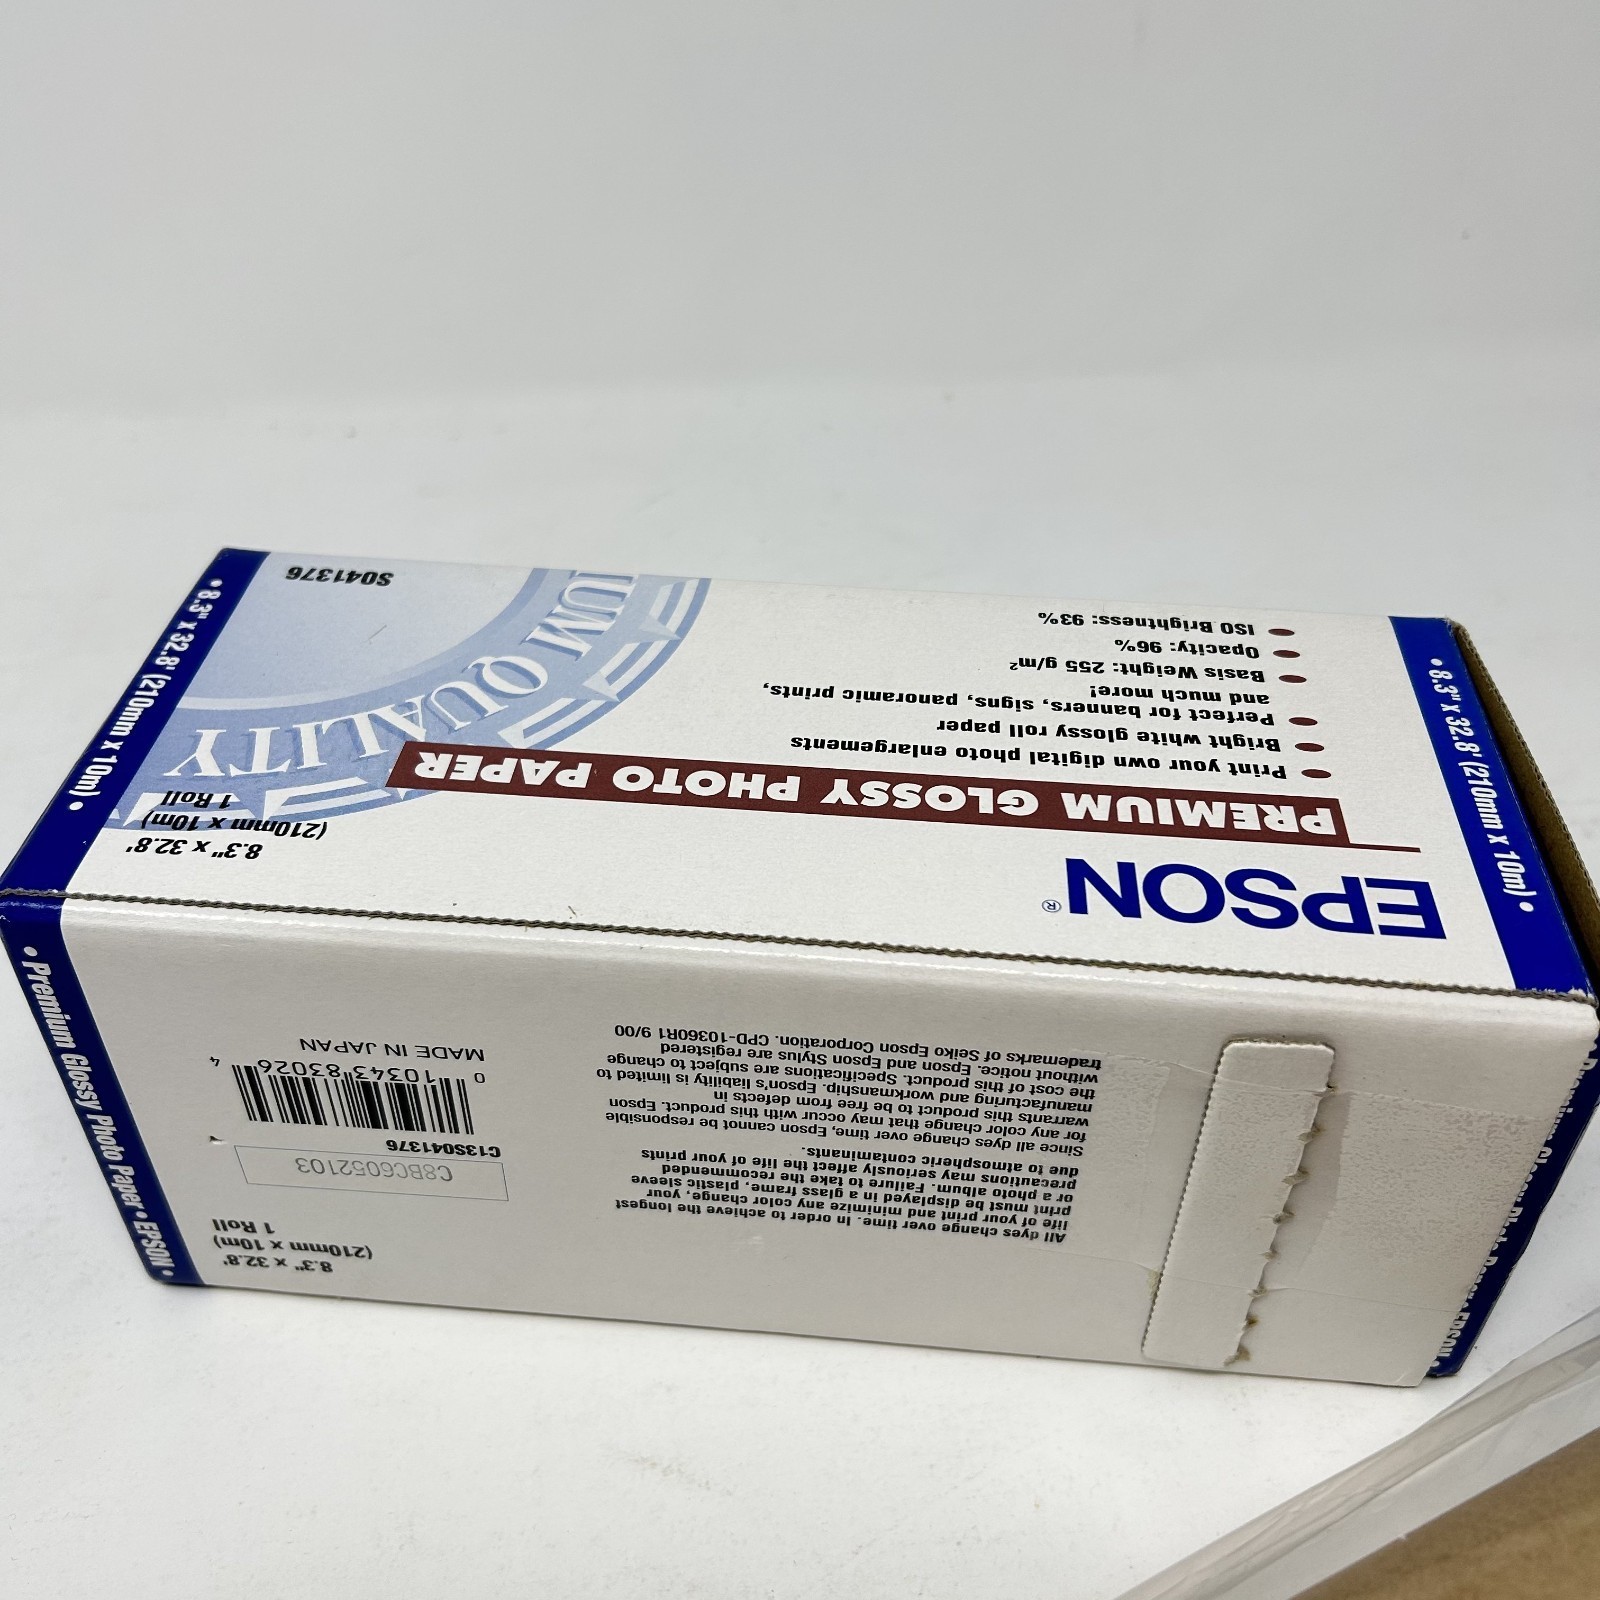 EPSON®
PREMIUM GLOSSY PHOTO PAPER
Print your own digital photo enlargements
Bright white glossy roll paper
Perfect for banners, signs, panoramic prints,
and much more!
Basis Weight: 255 g/m²
Opacity: 96%
ISO Brightness: 93%
8.3" x 32.8'
(210mm x 10m)
1 Roll
IUM QUALITY
S041376
• 8.3" x 32.8' (210mm x 10m) •
• 8.3" x 32.8' (210mm x 10m) •
All dyes change over time. In order to achieve the longest
life of your print and minimize any color change, your
print must be displayed in a glass frame, plastic sleeve
or a photo album. Failure to take the recommended
precautions may seriously affect the life of your prints
due to atmospheric contaminants.
Since all dyes change over time, Epson cannot be responsible
for any color change that may occur with this product. Epson
warrants this product to be free from defects in
manufacturing and workmanship. Epson's liability is limited to
the cost of this product. Specifications are subject to change
without notice. Epson and Epson Stylus are registered
trademarks of Seiko Epson Corporation. CPD-10360R1 9/00
8.3" x 32.8'
(210mm x 10m)
1 Roll
C8BC6052103
C13S041376
0 10343 83026 4
MADE IN JAPAN
• Premium Glossy Photo Paper • EPSON •
Premium Glossy Photo Paper • EPSON •